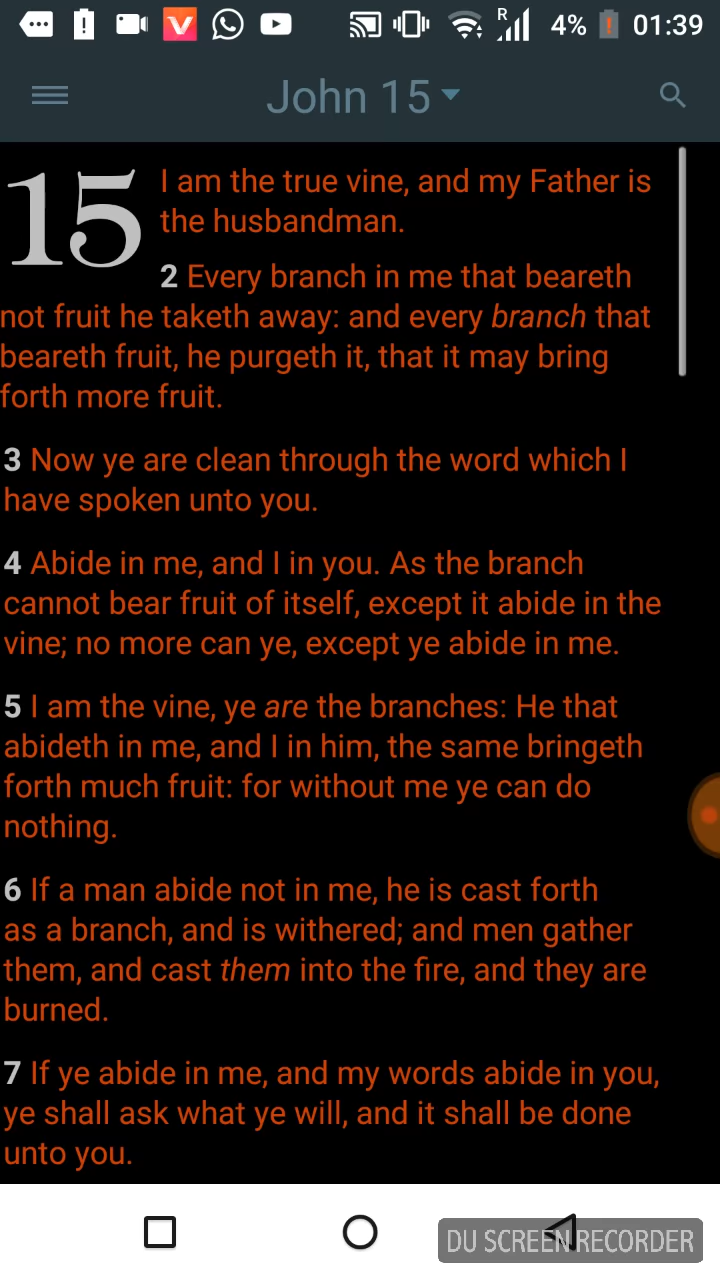 R
4%
01:39
John 15
15 I am the true vine, and my Father is
the husbandman.
2 Every branch in me that beareth
not fruit he taketh away: and every branch that
beareth fruit, he purgeth it, that it may bring
forth more fruit.
3 Now ye are clean through the word which I
have spoken unto you.
4 Abide in me, and I in you. As the branch
cannot bear fruit of itself, except it abide in the
vine; no more can ye, except ye abide in me.
5 I am the vine, ye are the branches: He that
abideth in me, and I in him, the same bringeth
forth much fruit: for without me ye can do
nothing.
6 If a man abide not in me, he is cast forth
as a branch, and is withered; and men gather
them, and cast them into the fire, and they are
burned.
7 If ye abide in me, and my words abide in you,
ye shall ask what ye will, and it shall be done
unto you.
DU SCREEN RECORDER